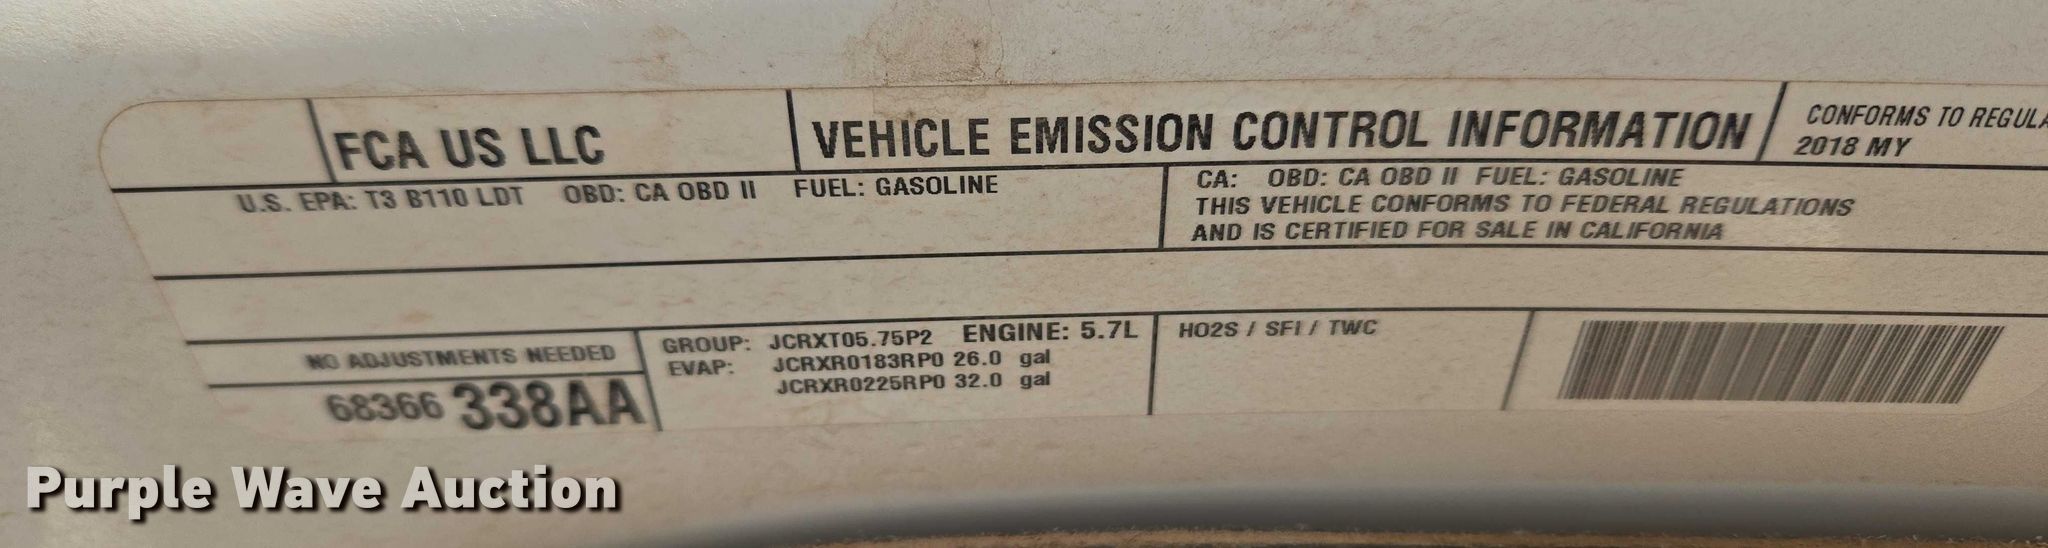 FCA US LLC
VEHICLE EMISSION CONTROL INFORMATION
CONFORMS TO REGULA
2018 MY
U.S. EPA: T3 B110 LDT OBD: CA OBD II FUEL: GASOLINE
CA: OBD: CA OBD II FUEL: GASOLINE
THIS VEHICLE CONFORMS TO FEDERAL REGULATIONS
AND IS CERTIFIED FOR SALE IN CALIFORNIA
NO ADJUSTMENTS NEEDED
68366 338AA
GROUP: JCRXT05.75P2 ENGINE: 5.7L
EVAP: JCRXR0183RP0 26.0 gal
JCRXR0225RP0 32.0 gal
HO2S / SFI / TWC
Purple Wave Auction